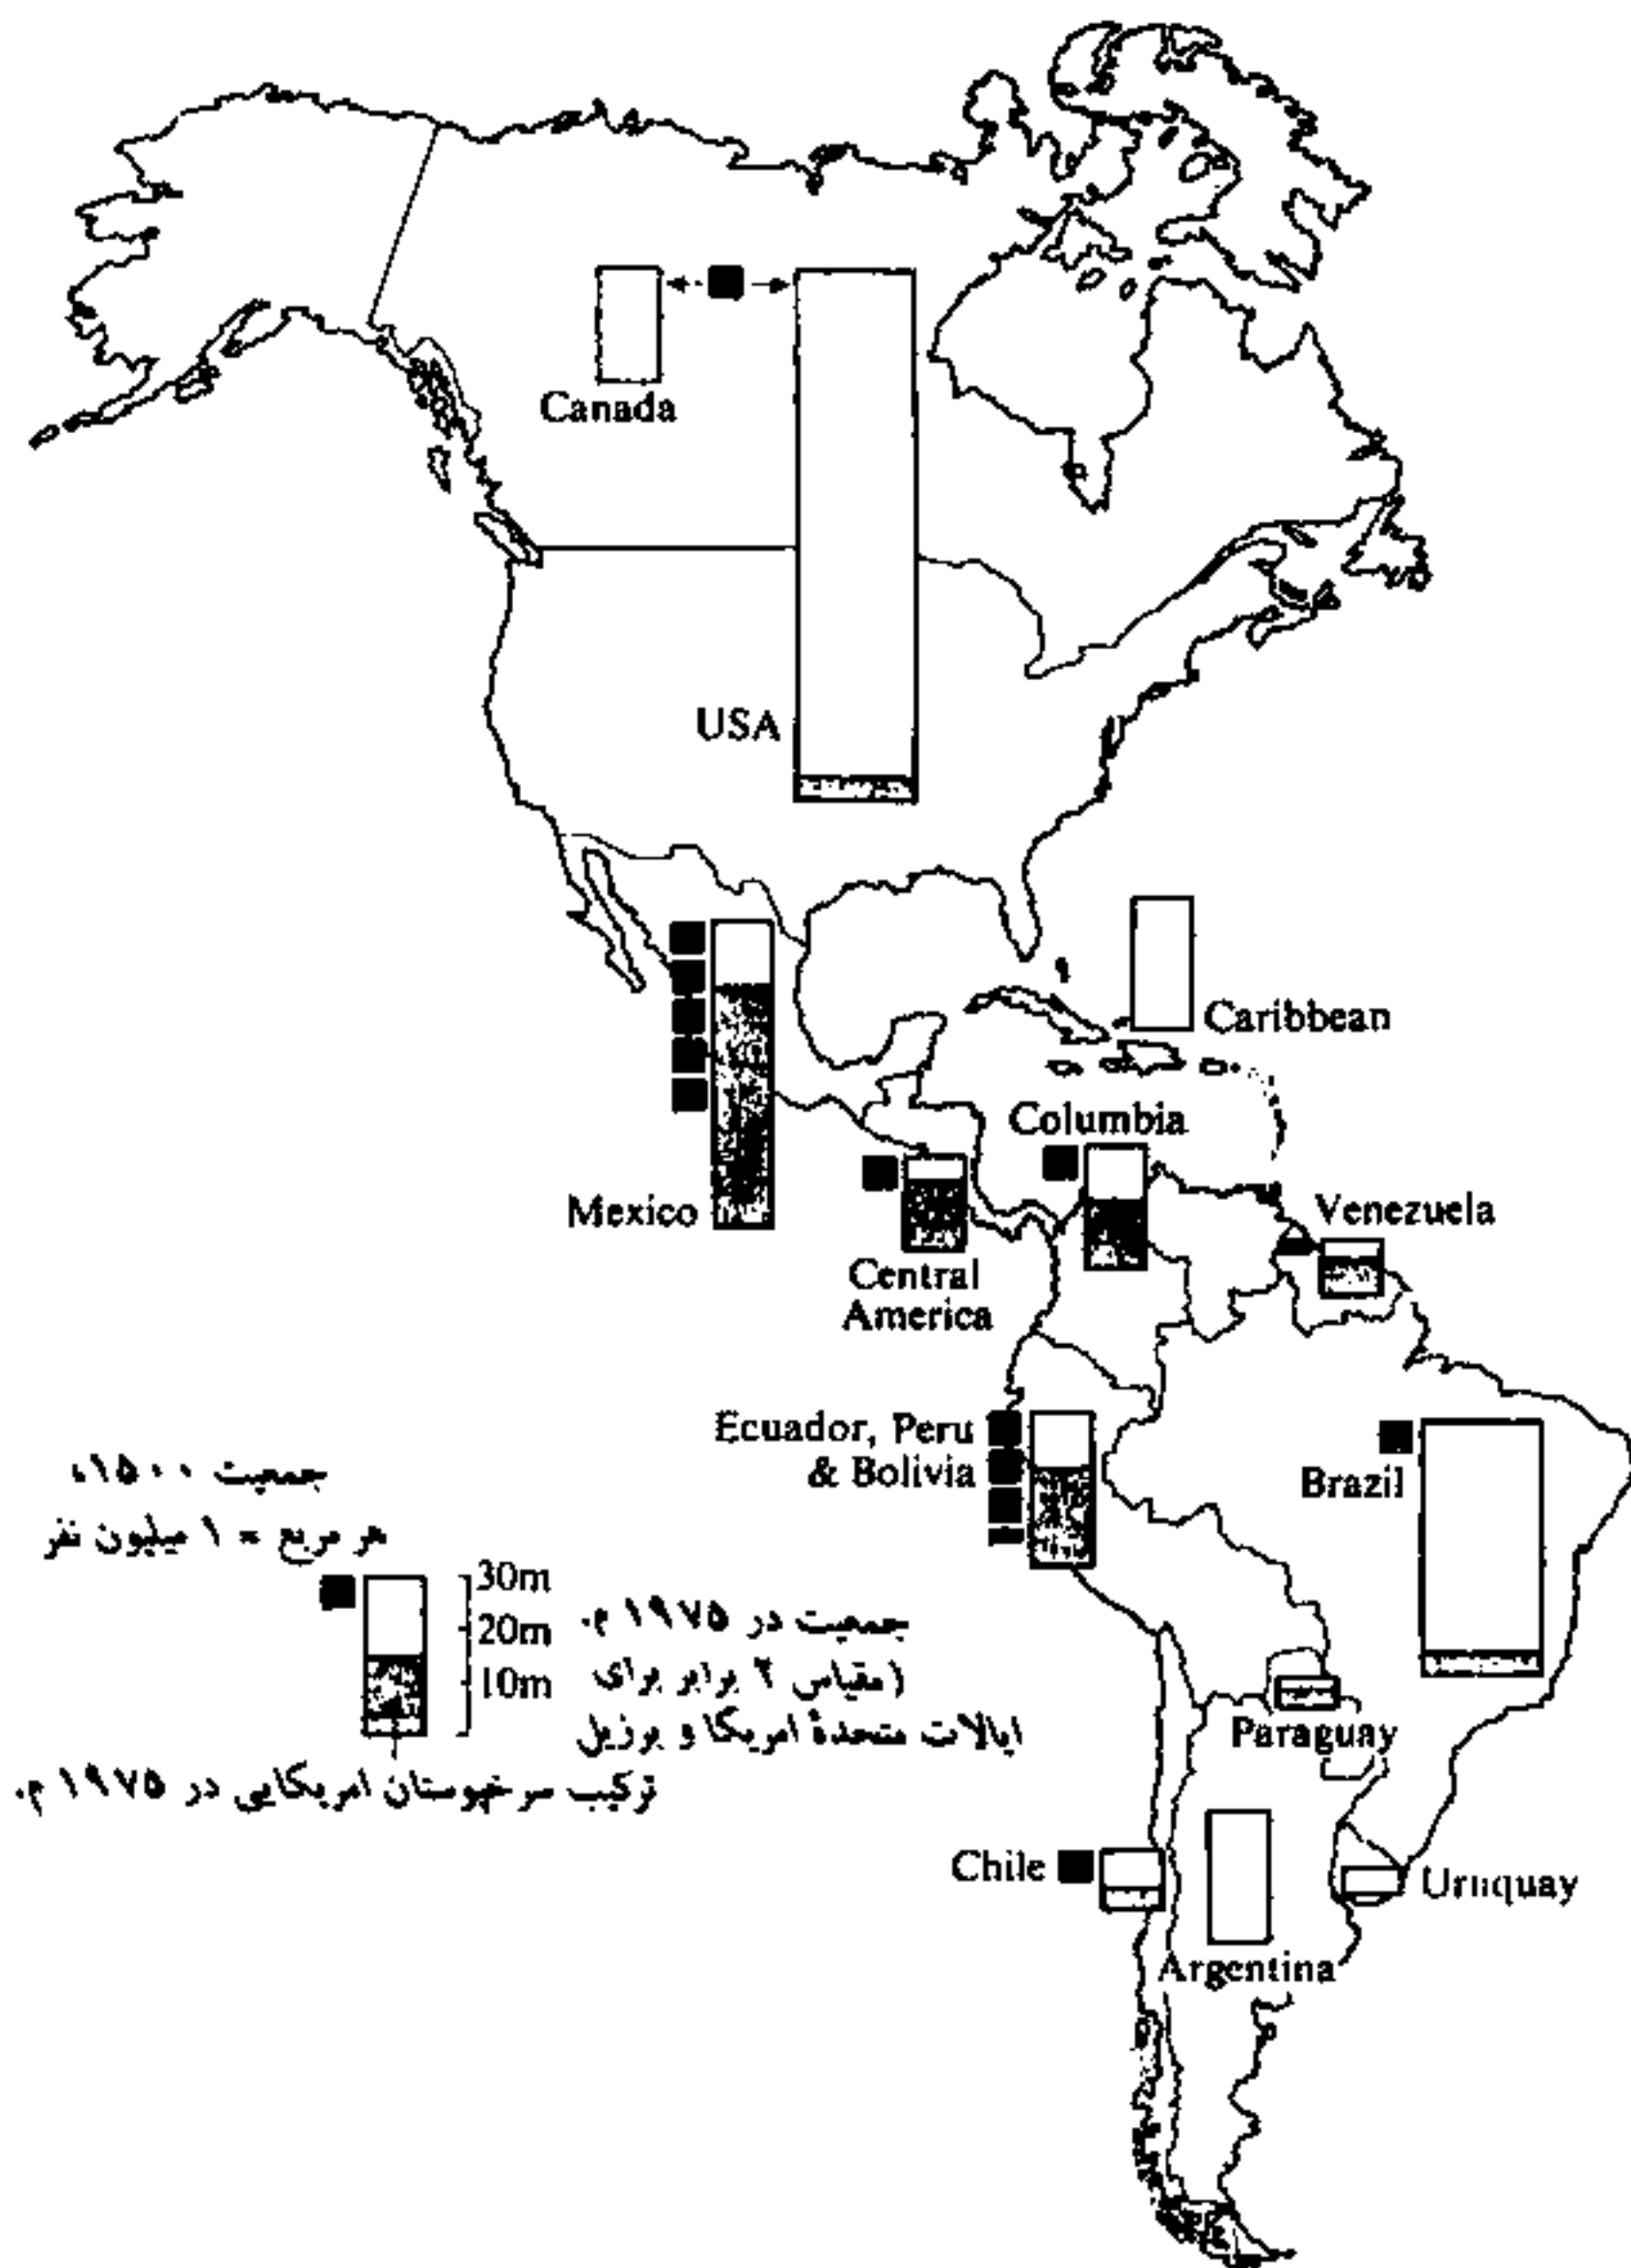 Canada
USA
Caribbean
Columbia
Mexico
Venezuela
Central
America
Ecuador, Peru
& Bolivia
Brazil
جمعیت ۱۵۰۰م
هر مربع = ۱ میلیون نفر
30m
20m
10m
جمعیت در ۱۹۷۵ م.
(مقیاس ۲ برابر برای
ایالات متحدهٔ امریکا و برزیل
ترکیب سرخپوستان امریکایی در ۱۹۷۵ م.
Paraguay
Chile
Uruquay
Argentina